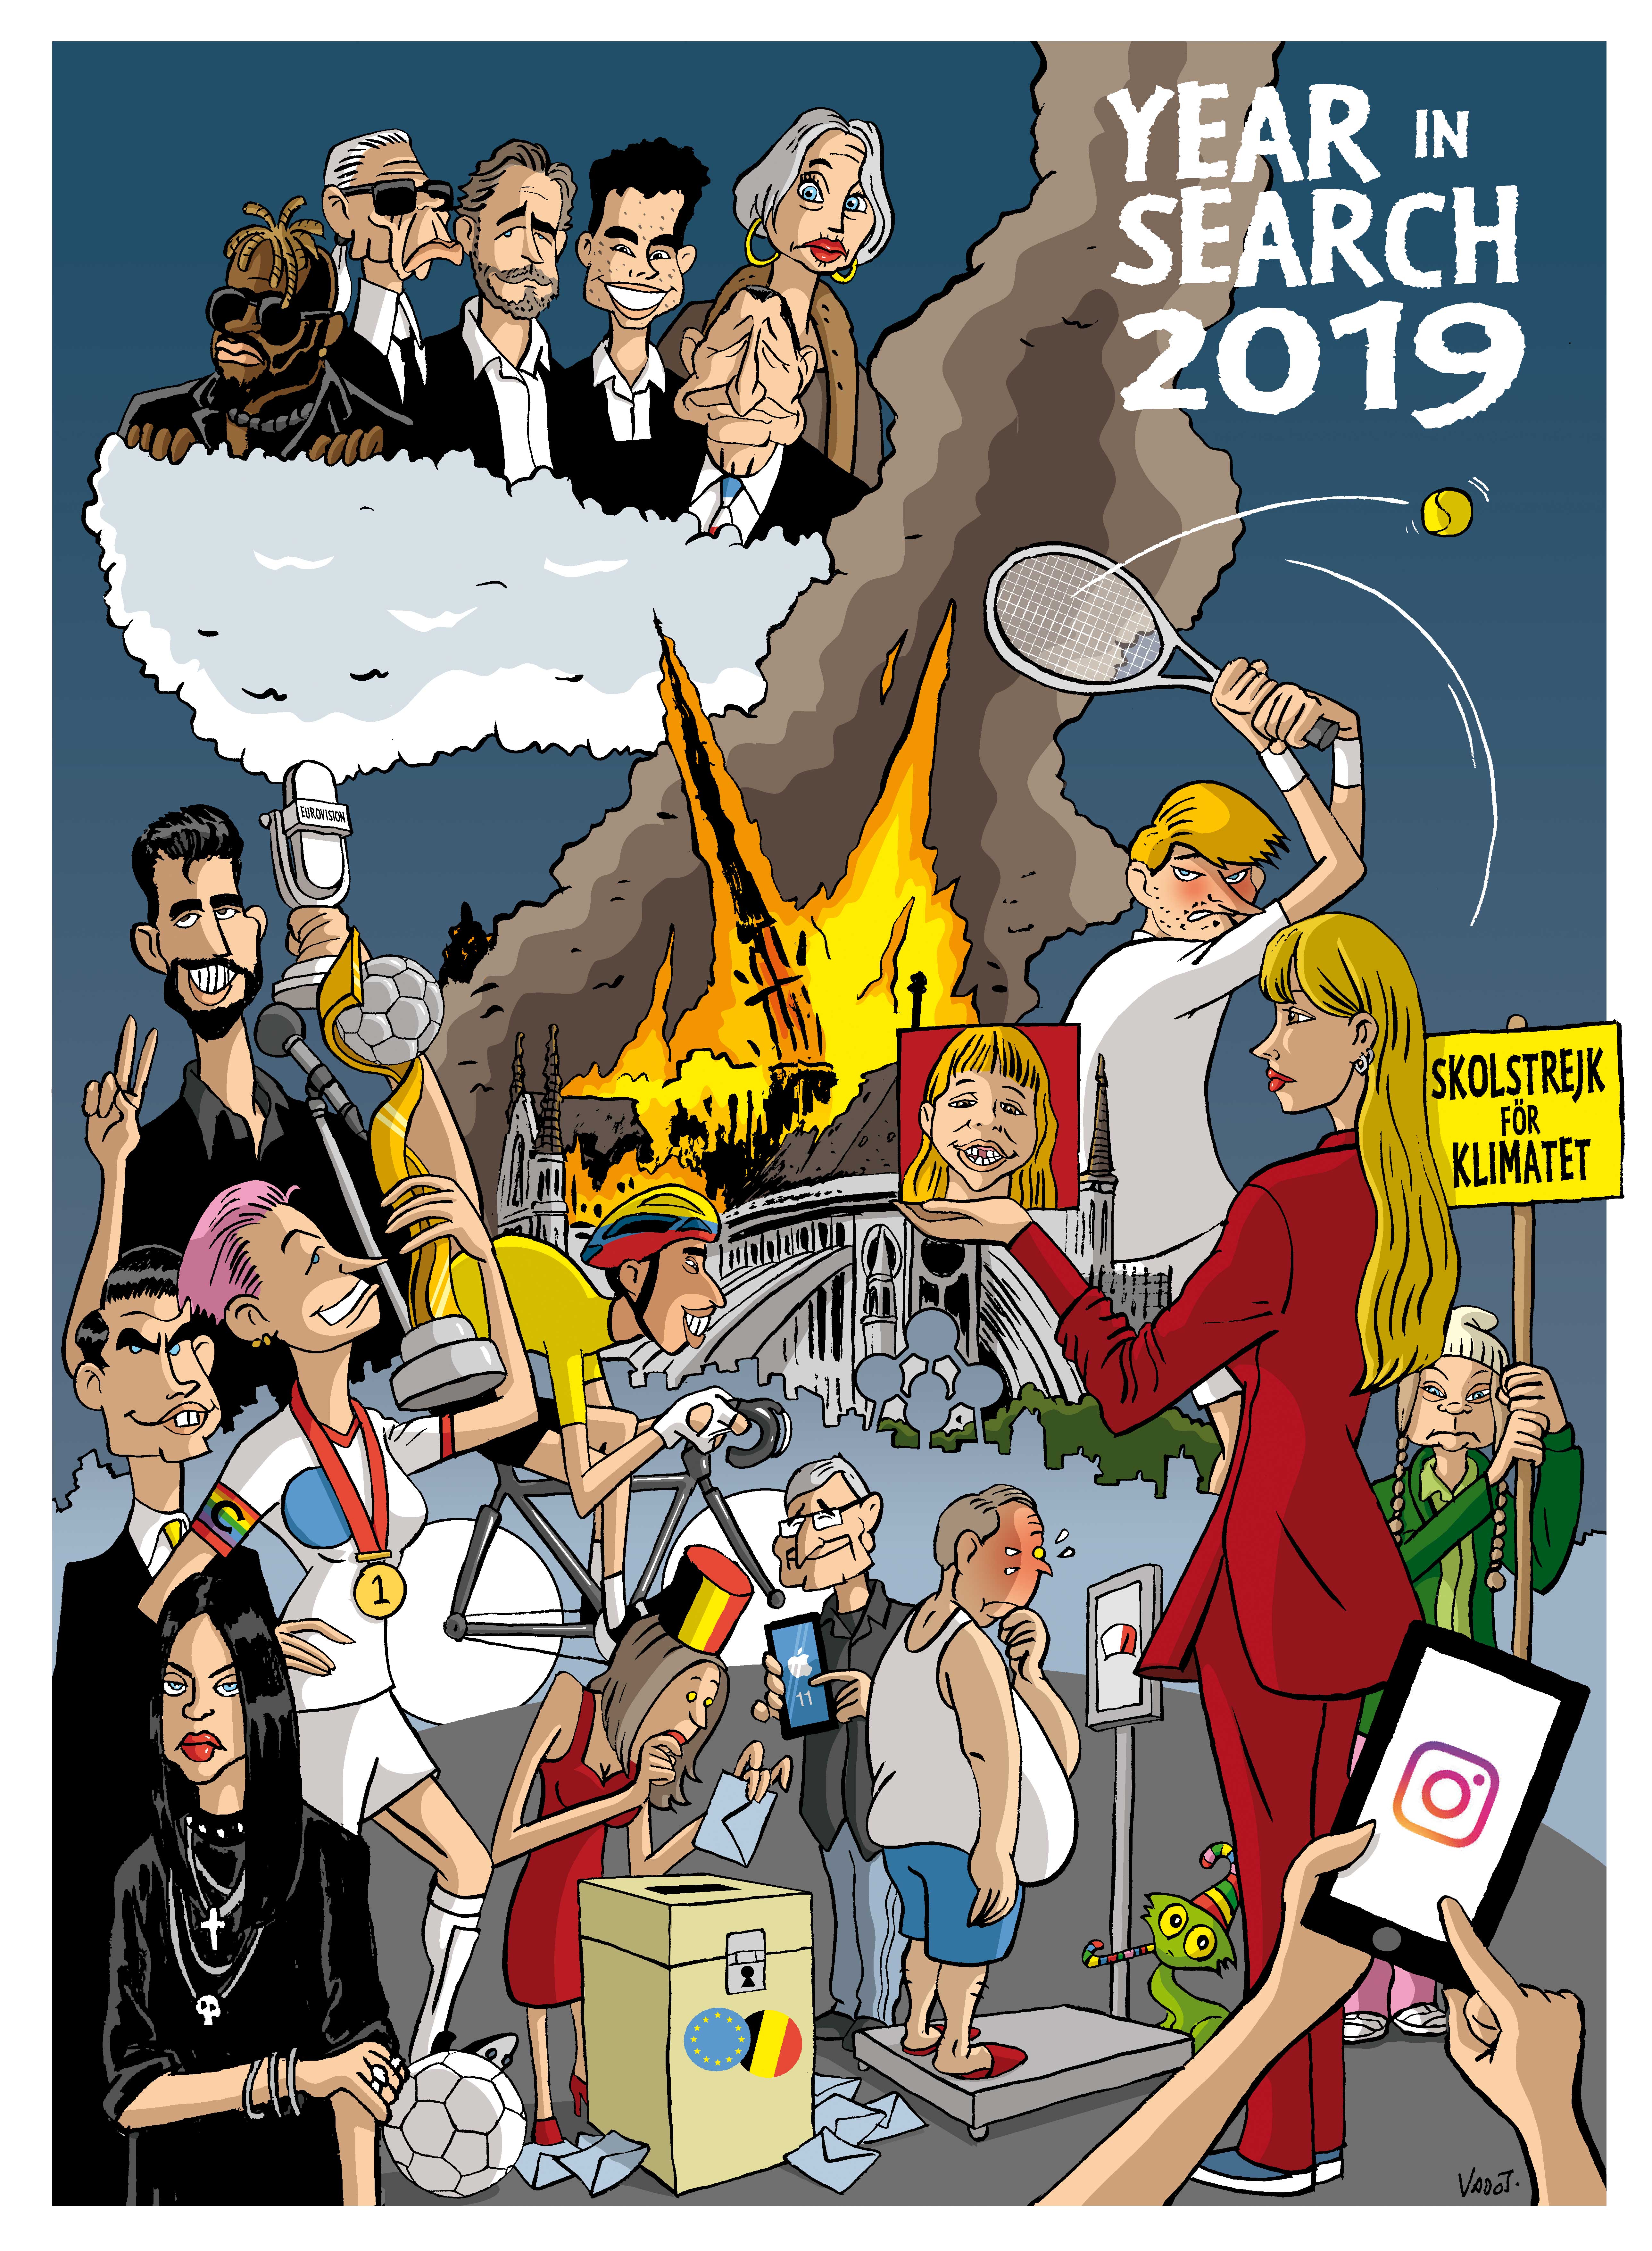 YEAR IN
SEARCH
2019
EUROVISION
SKOLSTREJK
FÖR
KLIMATET
1
11
VADOT.